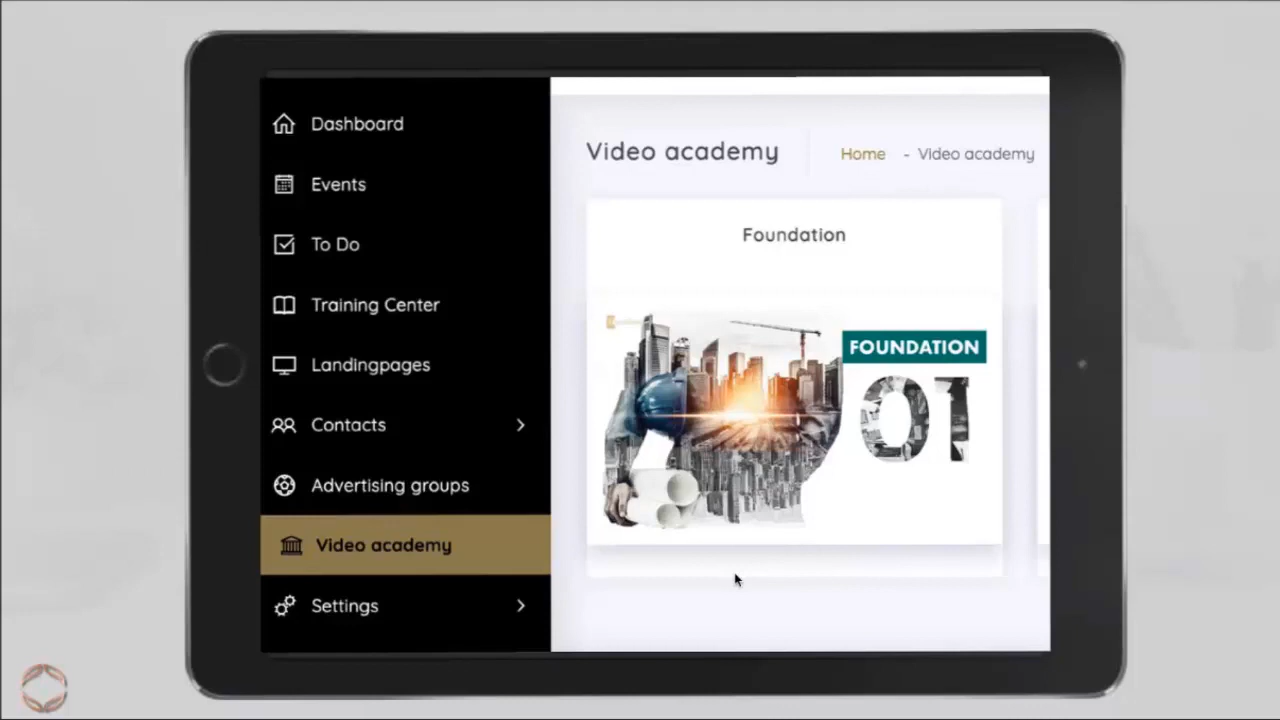 Dashboard
Events
To Do
Training Center
Landingpages
Contacts
Advertising groups
Video academy
Settings
Video academy
Home - Video academy
Foundation
FOUNDATION
01